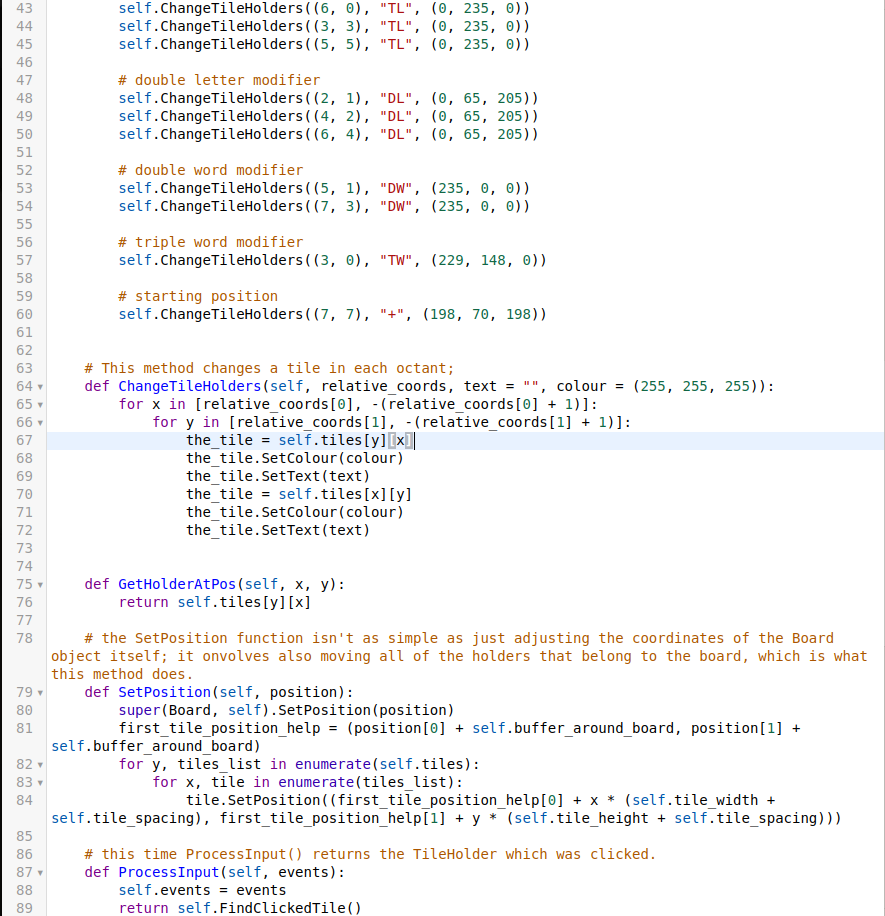 43        self.ChangeTileHolders((6, 0), "TL", (0, 235, 0))
44        self.ChangeTileHolders((3, 3), "TL", (0, 235, 0))
45        self.ChangeTileHolders((5, 5), "TL", (0, 235, 0))
46
47        # double letter modifier
48        self.ChangeTileHolders((2, 1), "DL", (0, 65, 205))
49        self.ChangeTileHolders((4, 2), "DL", (0, 65, 205))
50        self.ChangeTileHolders((6, 4), "DL", (0, 65, 205))
51
52        # double word modifier
53        self.ChangeTileHolders((5, 1), "DW", (235, 0, 0))
54        self.ChangeTileHolders((7, 3), "DW", (235, 0, 0))
55
56        # triple word modifier
57        self.ChangeTileHolders((3, 0), "TW", (229, 148, 0))
58
59        # starting position
60        self.ChangeTileHolders((7, 7), "+", (198, 70, 198))
61
62
63    # This method changes a tile in each octant;
64    def ChangeTileHolders(self, relative_coords, text = "", colour = (255, 255, 255)):
65        for x in [relative_coords[0], -(relative_coords[0] + 1)]:
66            for y in [relative_coords[1], -(relative_coords[1] + 1)]:
67                the_tile = self.tiles[y][x]
68                the_tile.SetColour(colour)
69                the_tile.SetText(text)
70                the_tile = self.tiles[x][y]
71                the_tile.SetColour(colour)
72                the_tile.SetText(text)
73
74
75    def GetHolderAtPos(self, x, y):
76        return self.tiles[y][x]
77
78    # the SetPosition function isn't as simple as just adjusting the coordinates of the Board
object itself; it onvolves also moving all of the holders that belong to the board, which is what
this method does.
79    def SetPosition(self, position):
80        super(Board, self).SetPosition(position)
81        first_tile_position_help = (position[0] + self.buffer_around_board, position[1] +
self.buffer_around_board)
82        for y, tiles_list in enumerate(self.tiles):
83            for x, tile in enumerate(tiles_list):
84                tile.SetPosition((first_tile_position_help[0] + x * (self.tile_width +
self.tile_spacing), first_tile_position_help[1] + y * (self.tile_height + self.tile_spacing)))
85
86    # this time ProcessInput() returns the TileHolder which was clicked.
87    def ProcessInput(self, events):
88        self.events = events
89        return self.FindClickedTile()